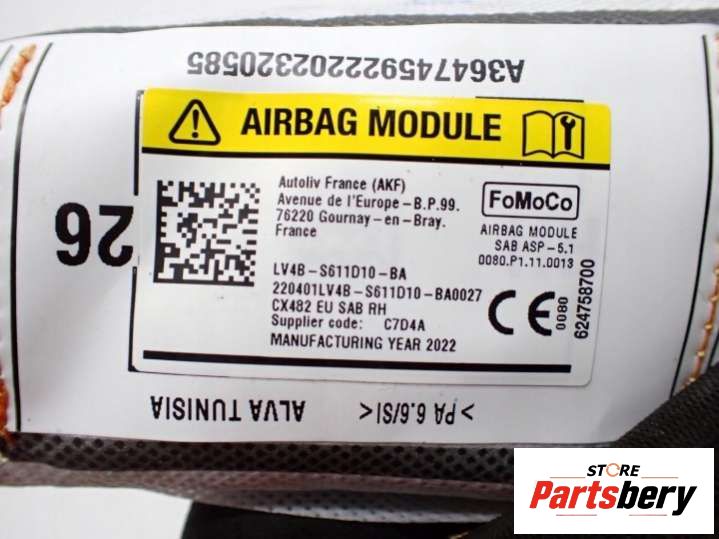 A3647459222202320585
AIRBAG MODULE
26
Autoliv France (AKF)
Avenue de l'Europe - B.P.99.
76220 Gournay-en-Bray.
France
FoMoCo
AIRBAG MODULE
SAB ASP-5.1
0080.P1.11.0013
LV4B-S611D10-BA
220401LV4B-S611D10-BA0027
CX482 EU SAB RH
Supplier code: C7D4A
MANUFACTURING YEAR 2022
CE
0080
624758700
ALVA TUNISIA >PA 6.6/SI<
STORE
Partsbery